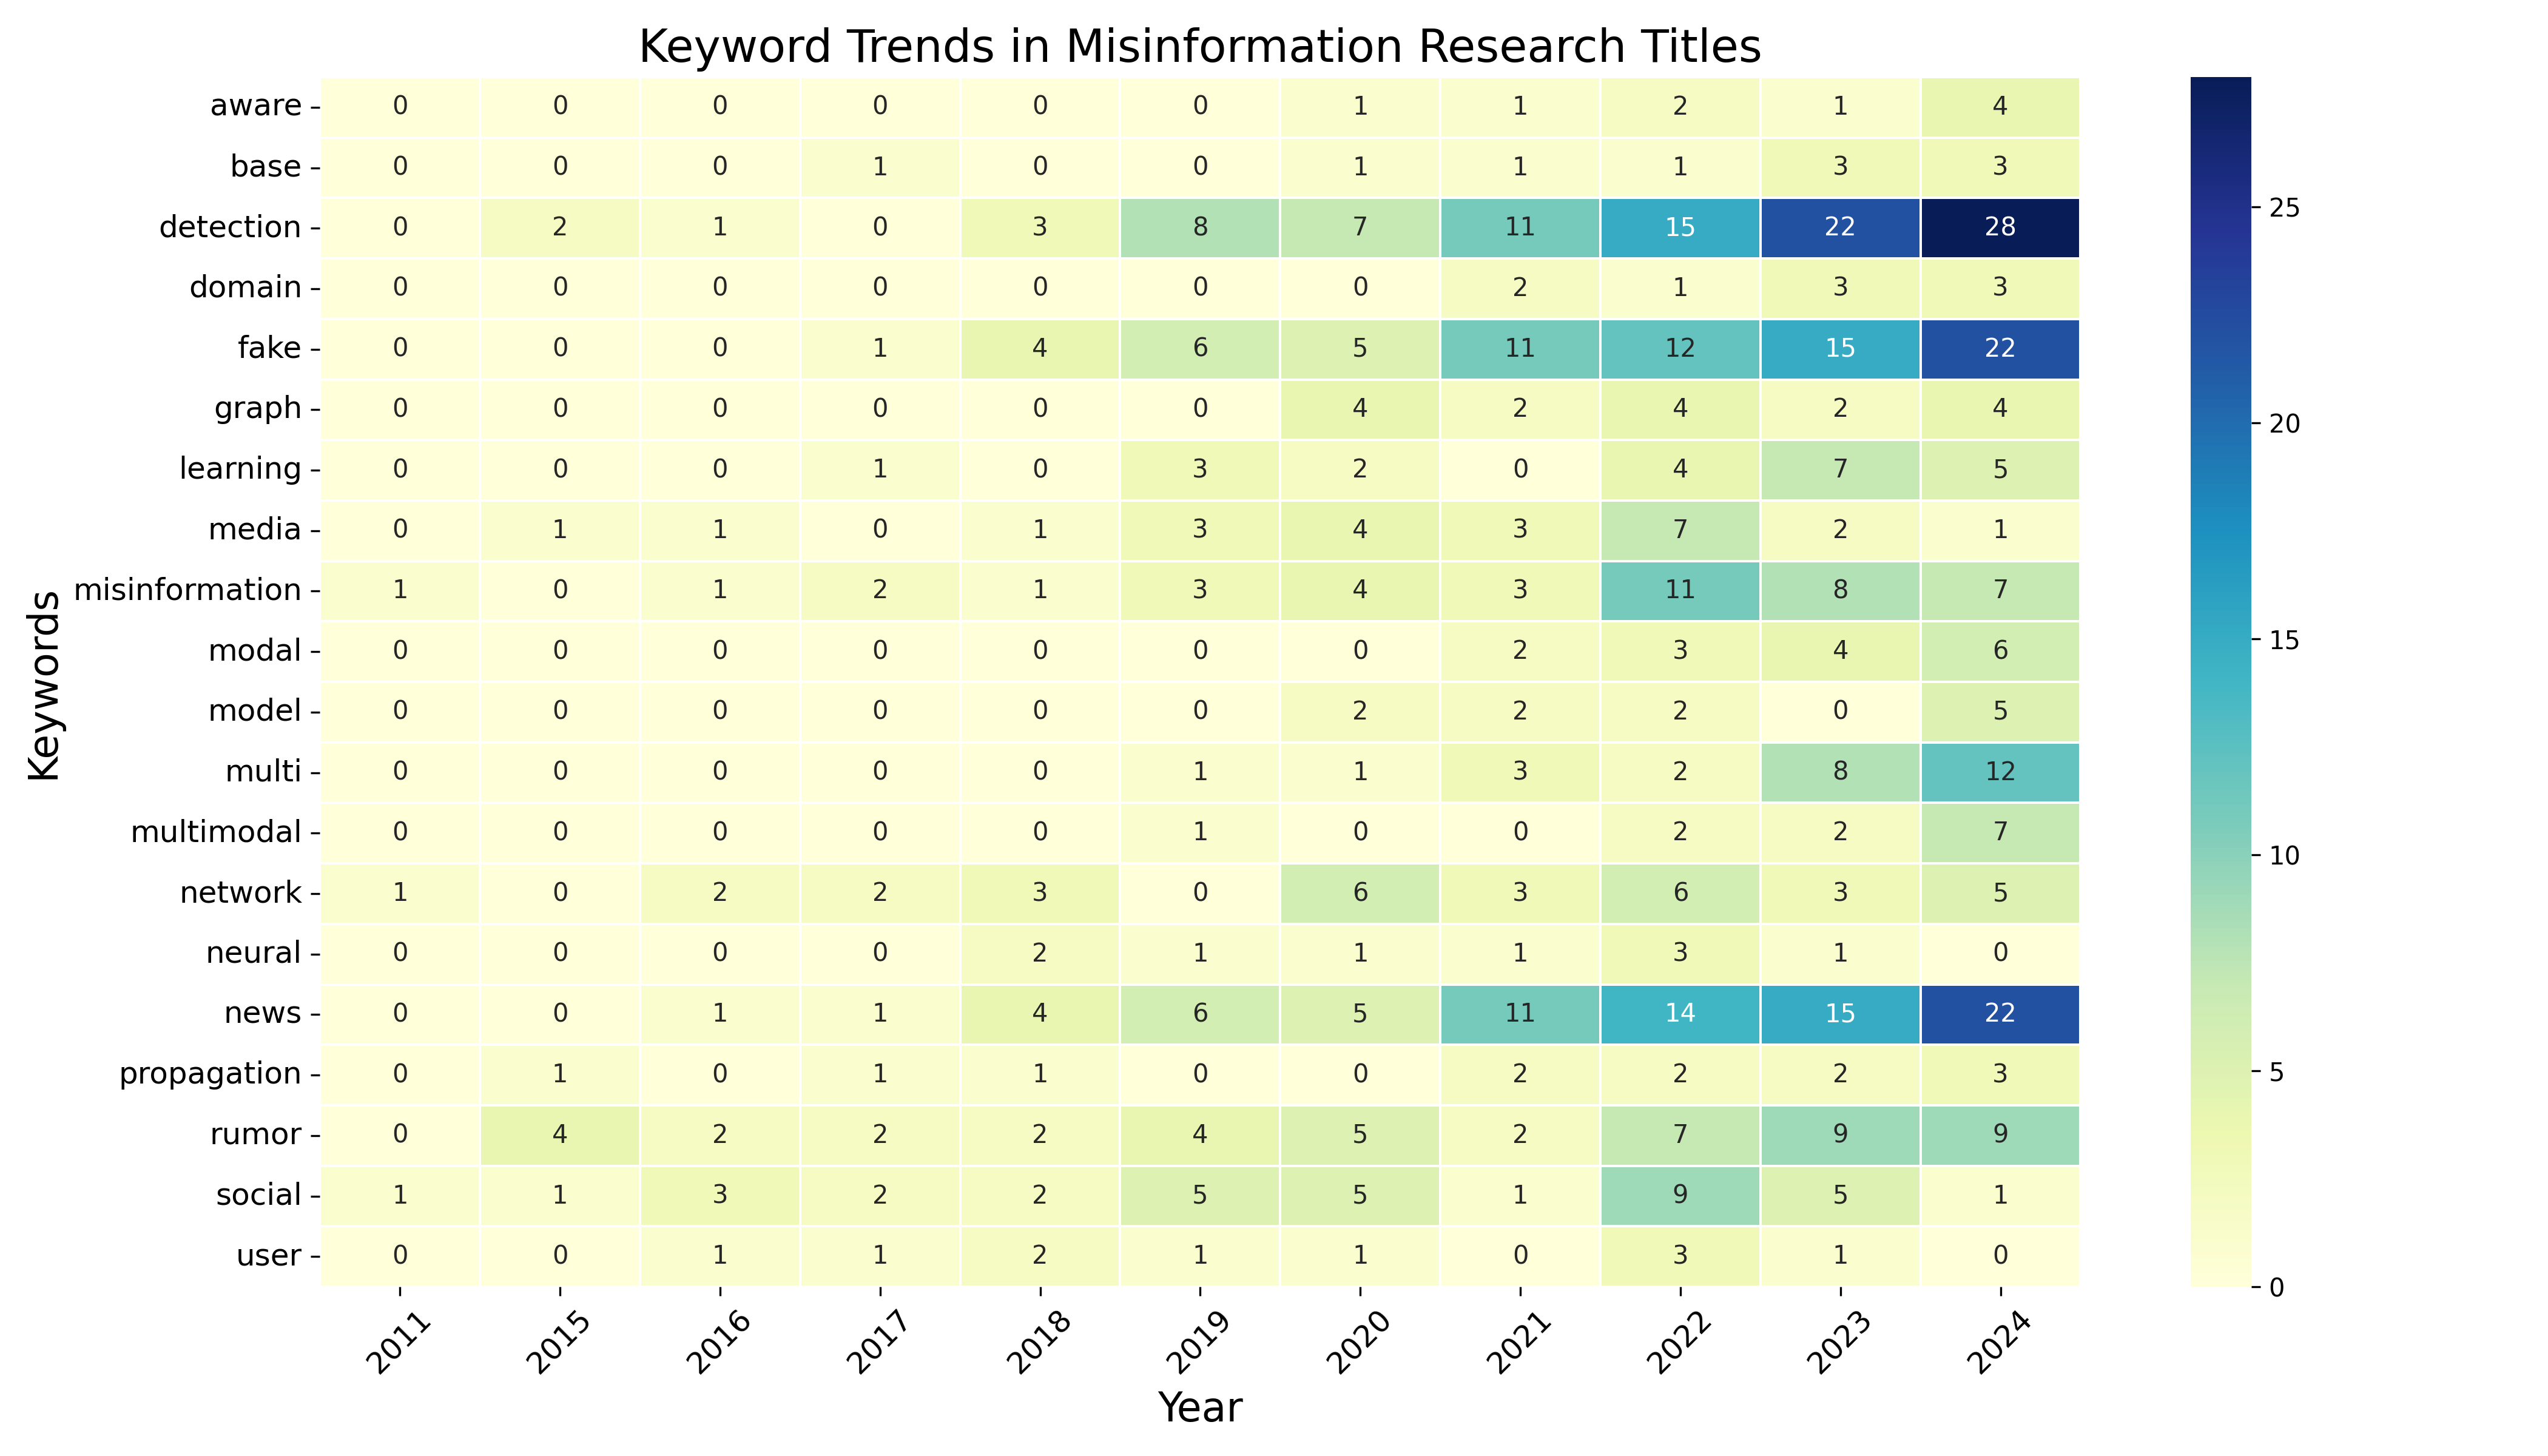 Keyword Trends in Misinformation Research Titles
Keywords
aware 0 0 0 0 0 0 1 1 2 1 4
base 0 0 0 1 0 0 1 1 1 3 3
detection 0 2 1 0 3 8 7 11 15 22 28
domain 0 0 0 0 0 0 0 2 1 3 3
fake 0 0 0 1 4 6 5 11 12 15 22
graph 0 0 0 0 0 0 4 2 4 2 4
learning 0 0 0 1 0 3 2 0 4 7 5
media 0 1 1 0 1 3 4 3 7 2 1
misinformation 1 0 1 2 1 3 4 3 11 8 7
modal 0 0 0 0 0 0 0 2 3 4 6
model 0 0 0 0 0 0 2 2 2 0 5
multi 0 0 0 0 0 1 1 3 2 8 12
multimodal 0 0 0 0 0 1 0 0 2 2 7
network 1 0 2 2 3 0 6 3 6 3 5
neural 0 0 0 0 2 1 1 1 3 1 0
news 0 0 1 1 4 6 5 11 14 15 22
propagation 0 1 0 1 1 0 0 2 2 2 3
rumor 0 4 2 2 2 4 5 2 7 9 9
social 1 1 3 2 2 5 5 1 9 5 1
user 0 0 1 1 2 1 1 0 3 1 0
2011 2015 2016 2017 2018 2019 2020 2021 2022 2023 2024
Year
25
20
15
10
5
0